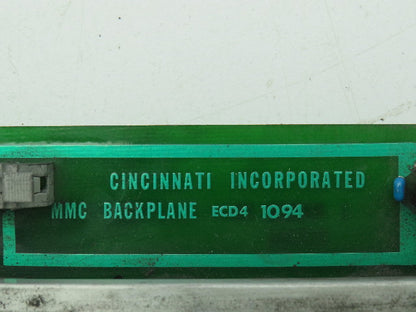 CINCINNATI INCORPORATED
MMC BACKPLANE ECD4 1094